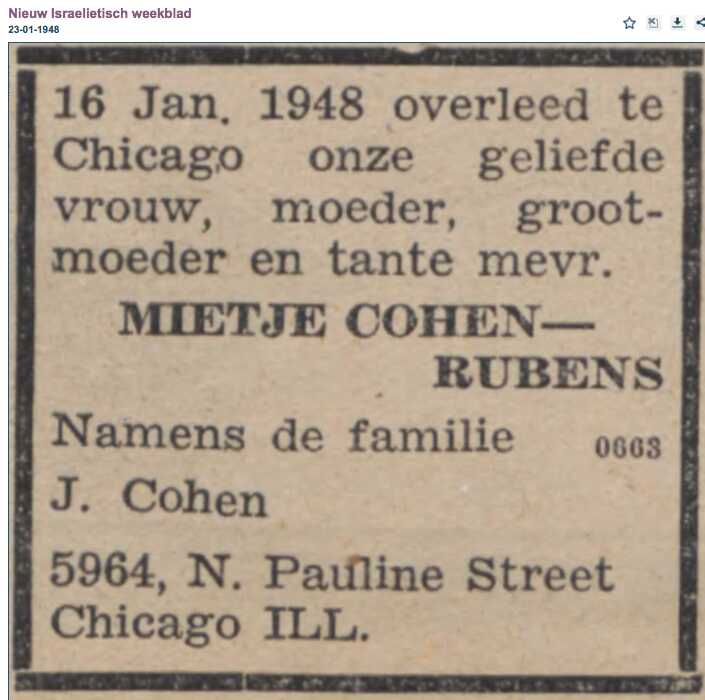 Nieuw Israelietisch weekblad
23-01-1948
16 Jan. 1948 overleed te
Chicago onze geliefde
vrouw, moeder, groot-
moeder en tante mevr.
MIETJE COHEN—
RUBENS
Namens de familie 0663
J. Cohen
5964, N. Pauline Street
Chicago ILL.